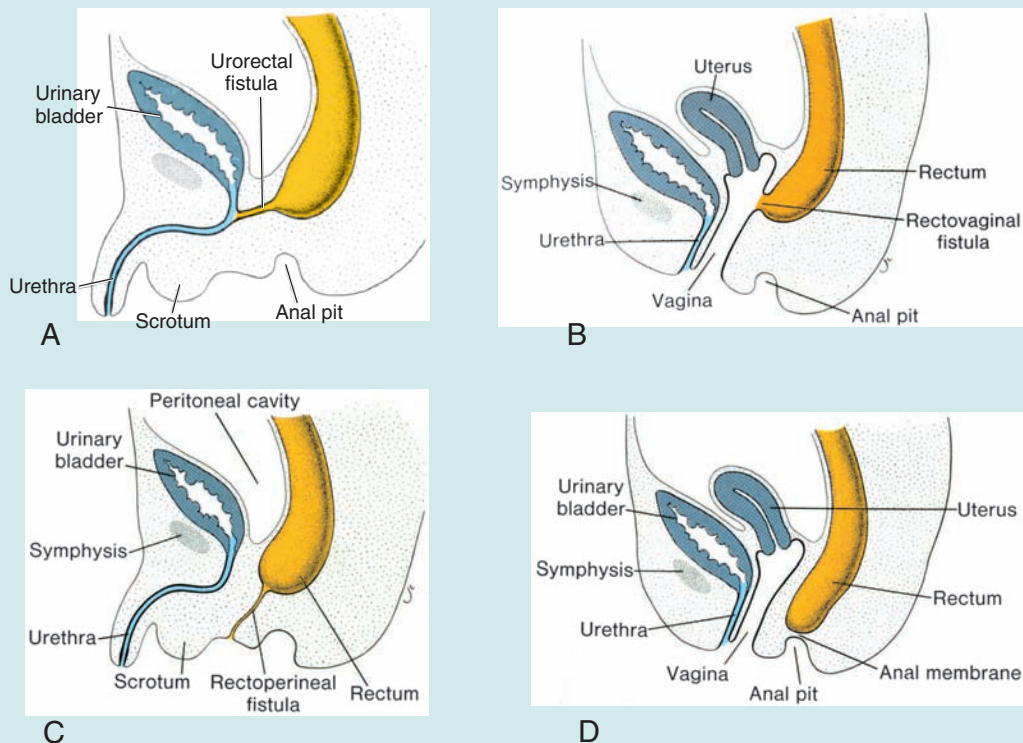 Urorectal
fistula
Urinary
bladder
Urethra
Scrotum
Anal pit
A
Uterus
Symphysis
Rectum
Urethra
Rectovaginal
fistula
Vagina
Anal pit
B
Peritoneal cavity
Urinary
bladder
Symphysis
Urethra
Scrotum
Rectoperineal
fistula
Rectum
C
Urinary
bladder
Uterus
Symphysis
Rectum
Urethra
Vagina
Anal membrane
Anal pit
D